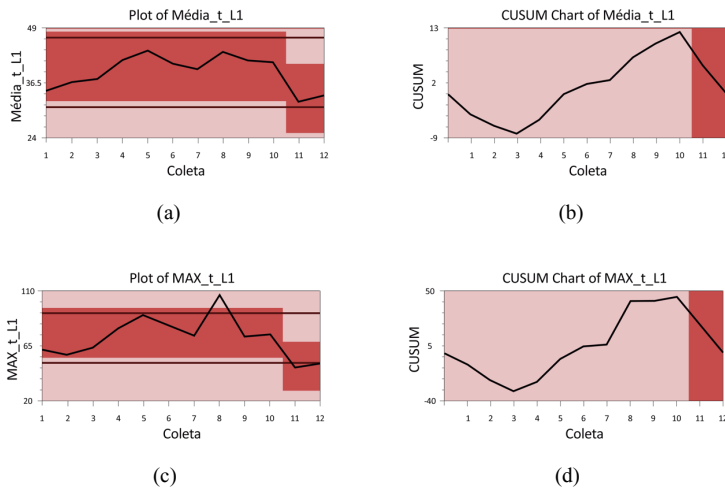 Plot of Média_t_L1
CUSUM Chart of Média_t_L1
Média_t_L1
49
36.5
24
1 2 3 4 5 6 7 8 9 10 11 12
Coleta
CUSUM
13
2
-9
1 2 3 4 5 6 7 8 9 10 11 1
Coleta
(a)
(b)
Plot of MAX_t_L1
CUSUM Chart of MAX_t_L1
MAX_t_L1
110
65
20
1 2 3 4 5 6 7 8 9 10 11 12
Coleta
CUSUM
50
5
-40
1 2 3 4 5 6 7 8 9 10 11 12
Coleta
(c)
(d)